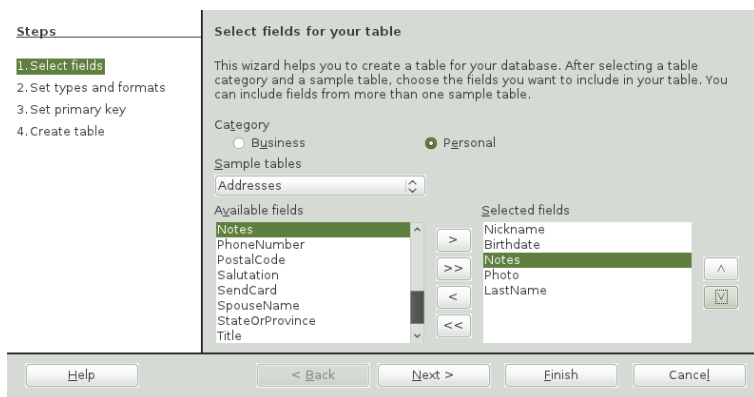 Steps
1. Select fields
2. Set types and formats
3. Set primary key
4. Create table
Select fields for your table
This wizard helps you to create a table for your database. After selecting a table
category and a sample table, choose the fields you want to include in your table. You
can include fields from more than one sample table.
Category
Business
Personal
Sample tables
Addresses
Available fields
Notes
PhoneNumber
PostalCode
Salutation
SendCard
SpouseName
StateOrProvince
Title
>
>>
<
<<
Selected fields
Nickname
Birthdate
Notes
Photo
LastName
Help
< Back
Next >
Finish
Cancel